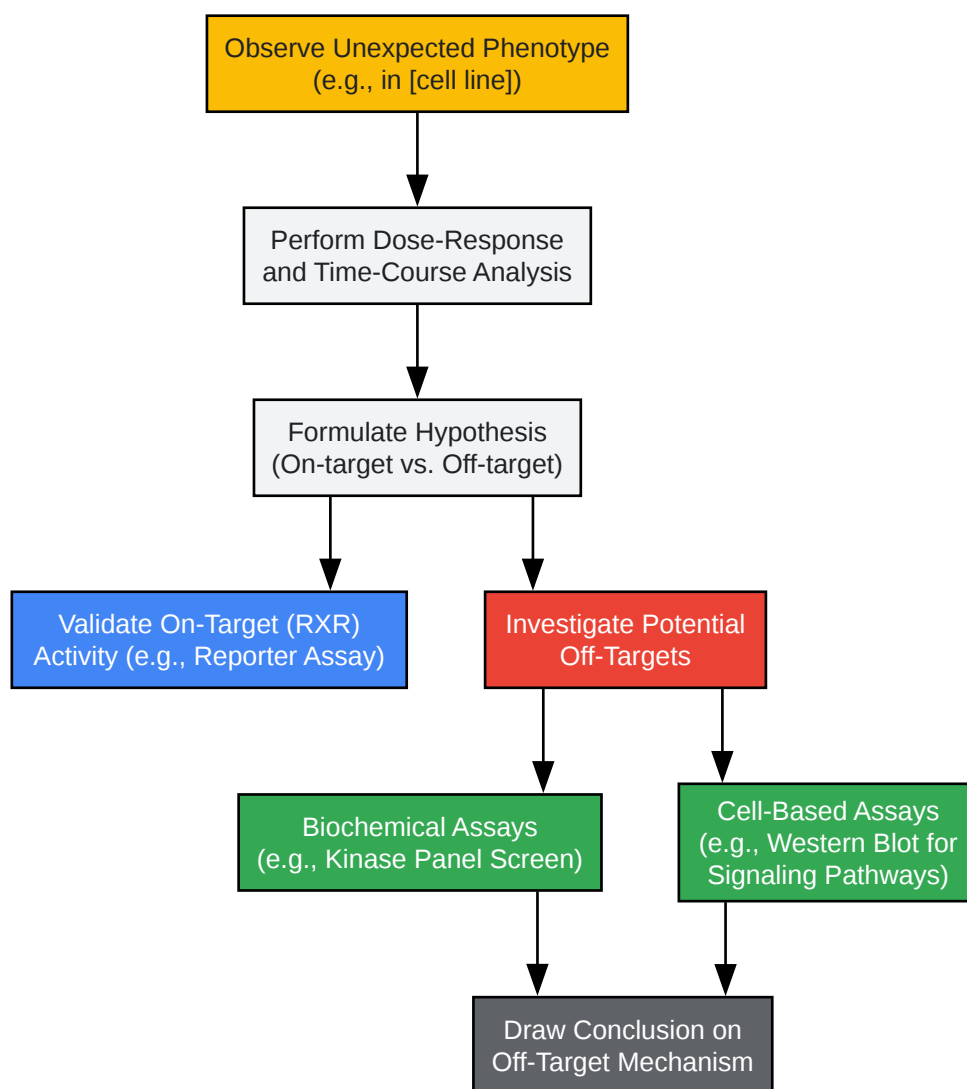 Observe Unexpected Phenotype
(e.g., in [cell line])
Perform Dose-Response
and Time-Course Analysis
Formulate Hypothesis
(On-target vs. Off-target)
Validate On-Target (RXR)
Activity (e.g., Reporter Assay)
Investigate Potential
Off-Targets
Biochemical Assays
(e.g., Kinase Panel Screen)
Cell-Based Assays
(e.g., Western Blot for
Signaling Pathways)
Draw Conclusion on
Off-Target Mechanism